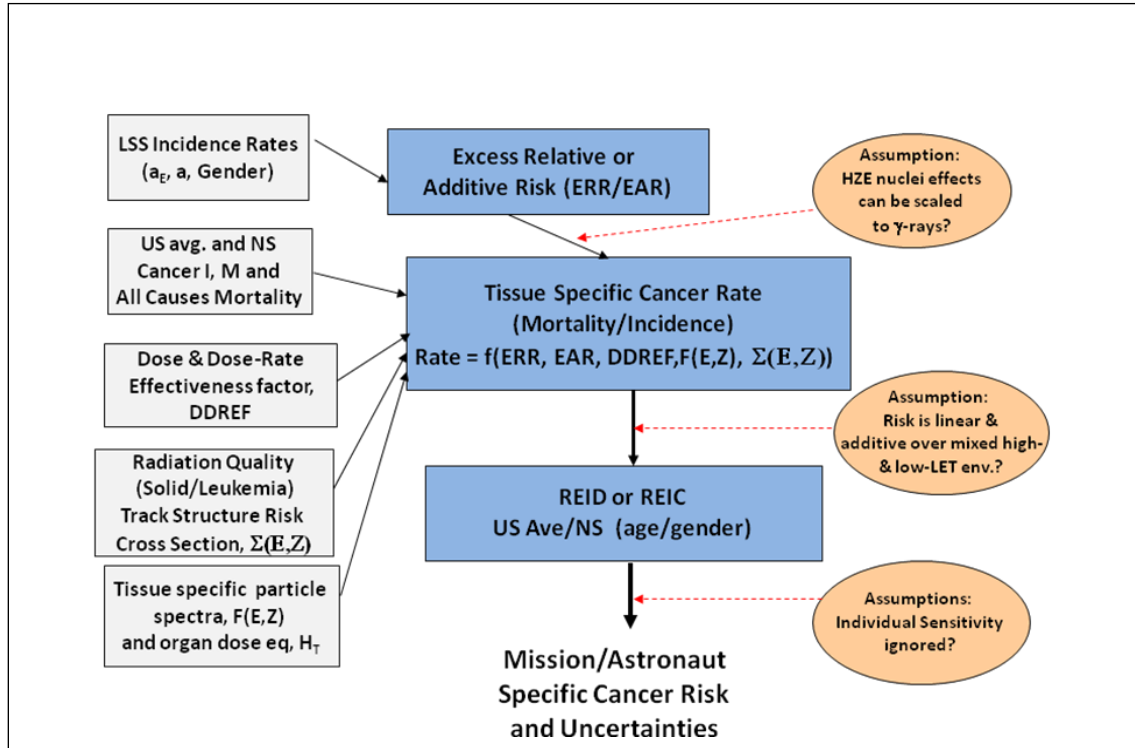 LSS Incidence Rates
(aE, a, Gender)
Excess Relative or
Additive Risk (ERR/EAR)
Assumption:
HZE nuclei effects
can be scaled
to γ-rays?
US avg. and NS
Cancer I, M and
All Causes Mortality
Tissue Specific Cancer Rate
(Mortality/Incidence)
Rate = f(ERR, EAR, DDREF,F(E,Z), Σ(E,Z))
Dose & Dose-Rate
Effectiveness factor,
DDREF
Assumption:
Risk is linear &
additive over mixed high-
& low-LET env.?
Radiation Quality
(Solid/Leukemia)
Track Structure Risk
Cross Section, Σ(E,Z)
REID or REIC
US Ave/NS (age/gender)
Tissue specific particle
spectra, F(E,Z)
and organ dose eq, HT
Assumptions:
Individual Sensitivity
ignored?
Mission/Astronaut
Specific Cancer Risk
and Uncertainties